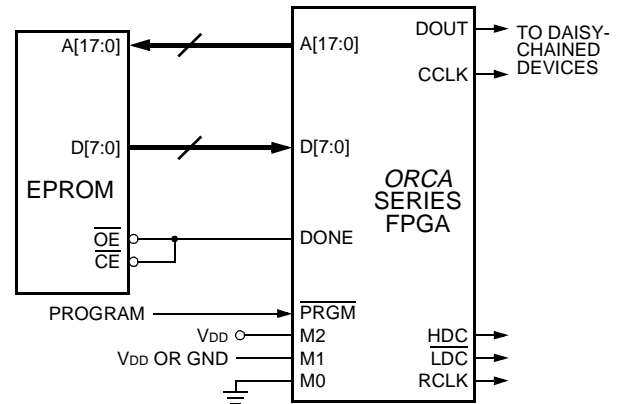 A[17:0]
D[7:0]
EPROM
OE
CE
PROGRAM
VDD
VDD OR GND
A[17:0]
D[7:0]
DONE
PRGM
M2
M1
M0
ORCA
SERIES
FPGA
DOUT
CCLK
HDC
LDC
RCLK
TO DAISY-
CHAINED
DEVICES